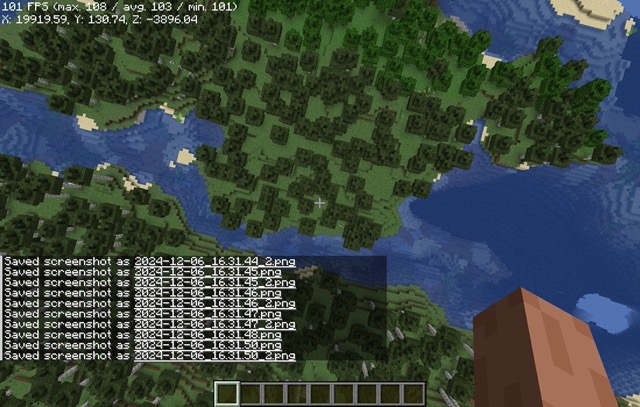 101 FPS (max. 108 / avg. 103 / min. 101)
X: 19919.59, Y: 130.74, Z: -3896.04
Saved screenshot as 2024-12-06_16.31.44_2.png
Saved screenshot as 2024-12-06_16.31.45.png
Saved screenshot as 2024-12-06_16.31.45_2.png
Saved screenshot as 2024-12-06_16.31.46.png
Saved screenshot as 2024-12-06_16.31.46_2.png
Saved screenshot as 2024-12-06_16.31.47.png
Saved screenshot as 2024-12-06_16.31.47_2.png
Saved screenshot as 2024-12-06_16.31.48.png
Saved screenshot as 2024-12-06_16.31.50.png
Saved screenshot as 2024-12-06_16.31.50_2.png